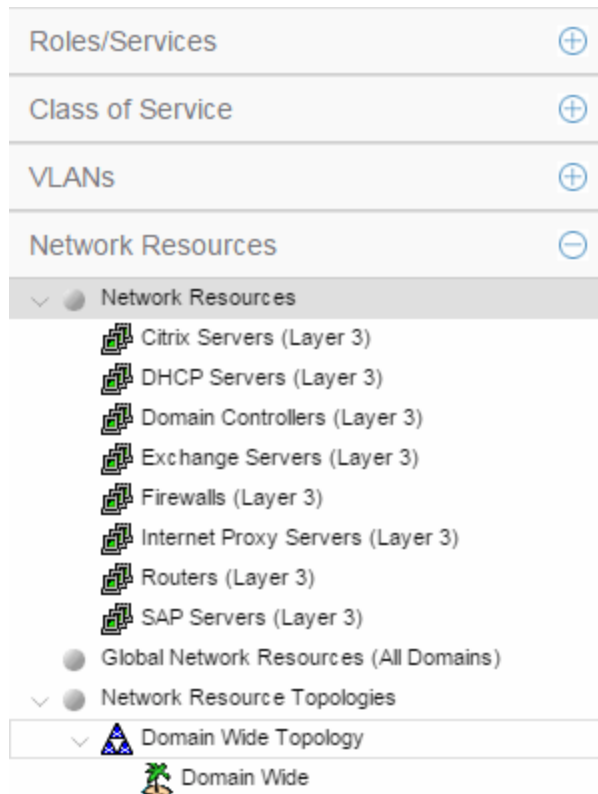 Roles/Services
Class of Service
VLANs
Network Resources
Network Resources
Citrix Servers (Layer 3)
DHCP Servers (Layer 3)
Domain Controllers (Layer 3)
Exchange Servers (Layer 3)
Firewalls (Layer 3)
Internet Proxy Servers (Layer 3)
Routers (Layer 3)
SAP Servers (Layer 3)
Global Network Resources (All Domains)
Network Resource Topologies
Domain Wide Topology
Domain Wide